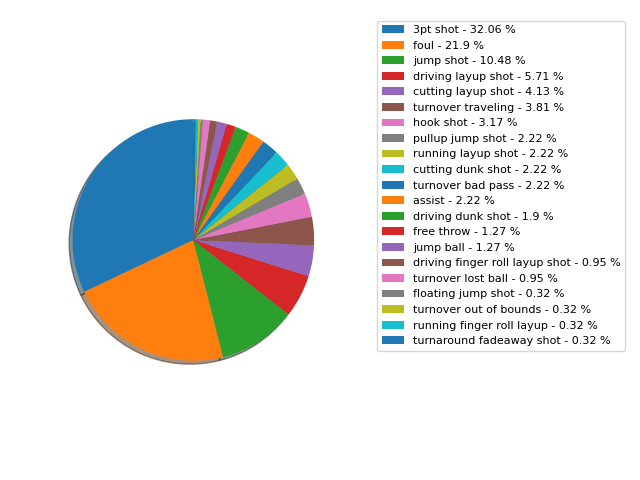 3pt shot - 32.06 %
foul - 21.9 %
jump shot - 10.48 %
driving layup shot - 5.71 %
cutting layup shot - 4.13 %
turnover traveling - 3.81 %
hook shot - 3.17 %
pullup jump shot - 2.22 %
running layup shot - 2.22 %
cutting dunk shot - 2.22 %
turnover bad pass - 2.22 %
assist - 2.22 %
driving dunk shot - 1.9 %
free throw - 1.27 %
jump ball - 1.27 %
driving finger roll layup shot - 0.95 %
turnover lost ball - 0.95 %
floating jump shot - 0.32 %
turnover out of bounds - 0.32 %
running finger roll layup - 0.32 %
turnaround fadeaway shot - 0.32 %